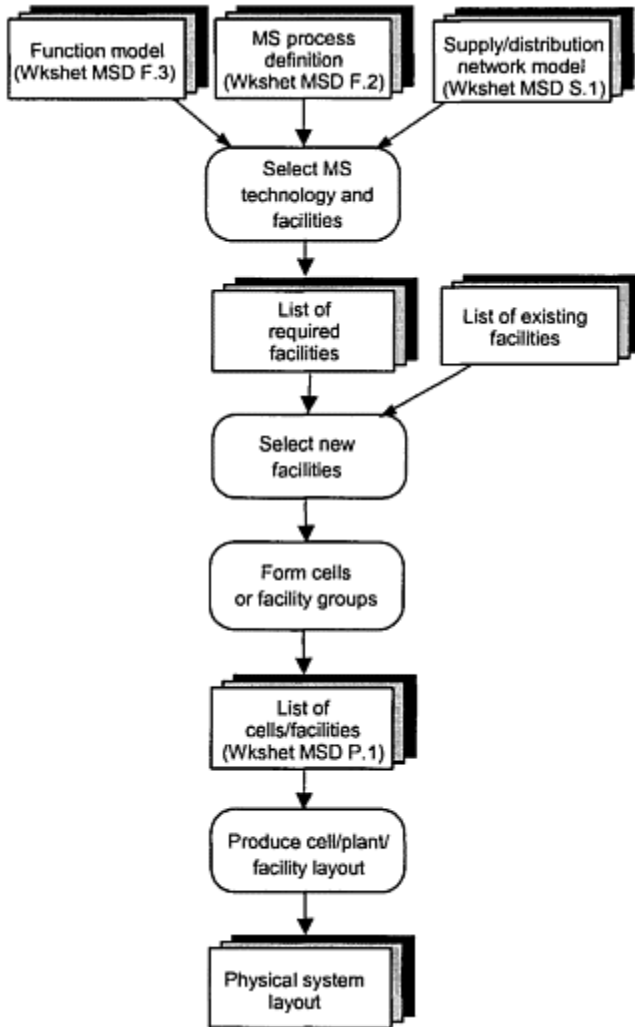 Function model
(Wkshet MSD F.3)
MS process
definition
(Wkshet MSD F.2)
Supply/distribution
network model
(Wkshet MSD S.1)
Select MS
technology and
facilities
List of
required
facilities
List of existing
facilities
Select new
facilities
Form cells
or facility groups
List of
cells/facilities
(Wkshet MSD P.1)
Produce cell/plant/
facility layout
Physical system
layout